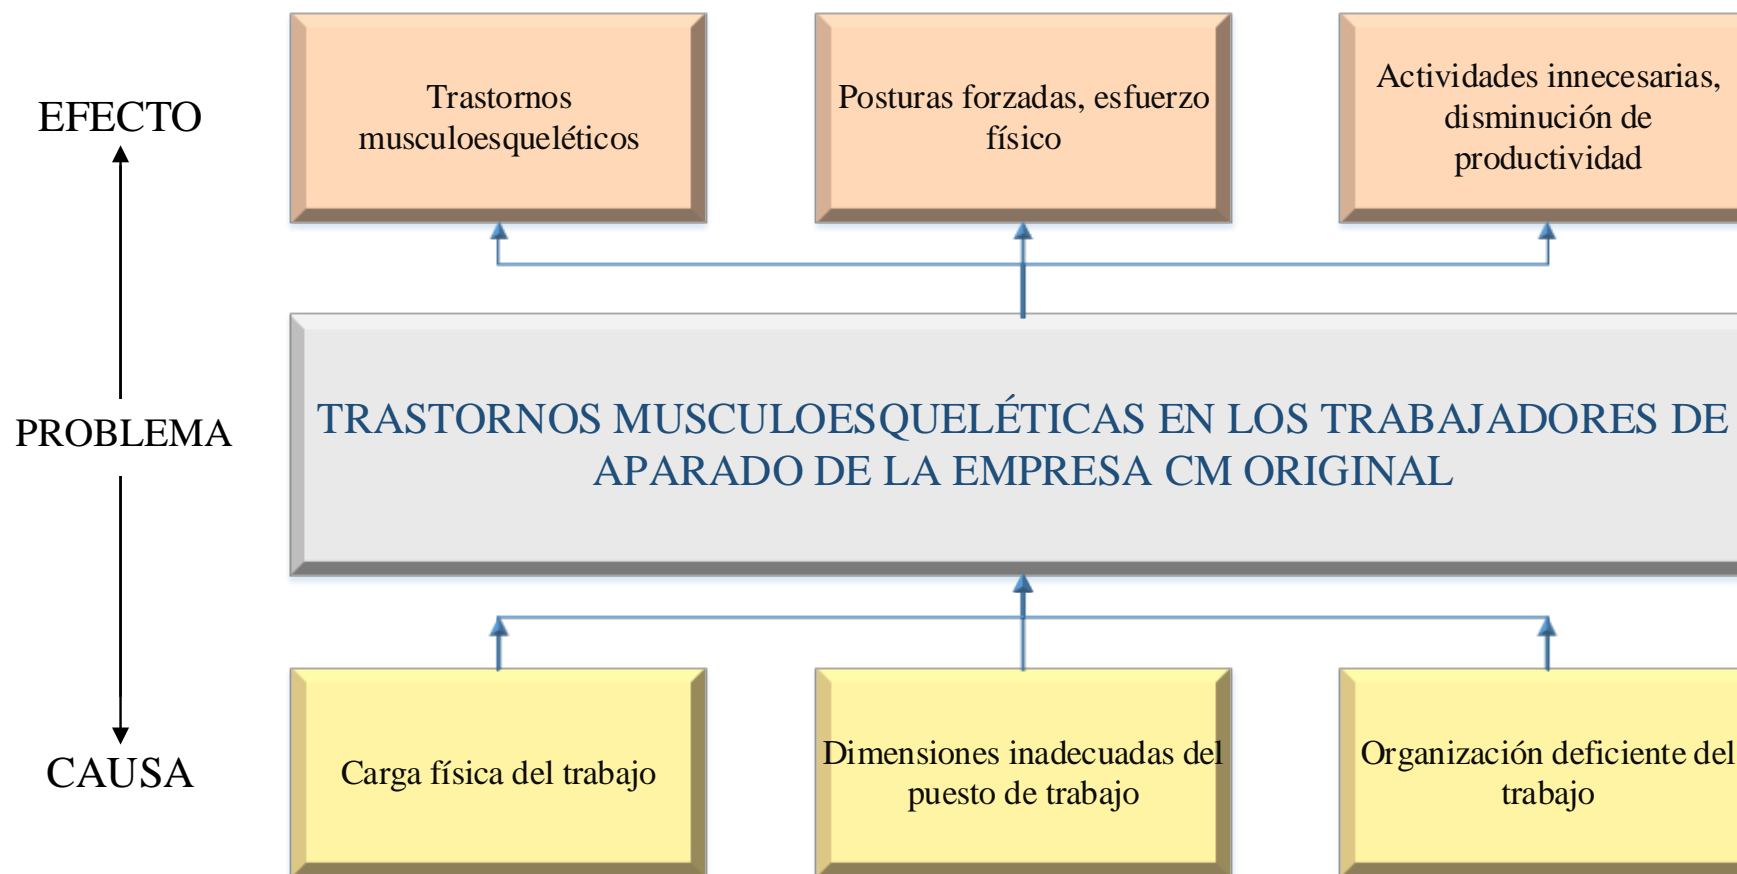 EFECTO
Trastornos
musculoesqueléticos
Posturas forzadas, esfuerzo
físico
Actividades innecesarias,
disminución de
productividad
PROBLEMA
TRASTORNOS MUSCULOESQUELÉTICAS EN LOS TRABAJADORES DE
APARADO DE LA EMPRESA CM ORIGINAL
CAUSA
Carga física del trabajo
Dimensiones inadecuadas del
puesto de trabajo
Organización deficiente del
trabajo